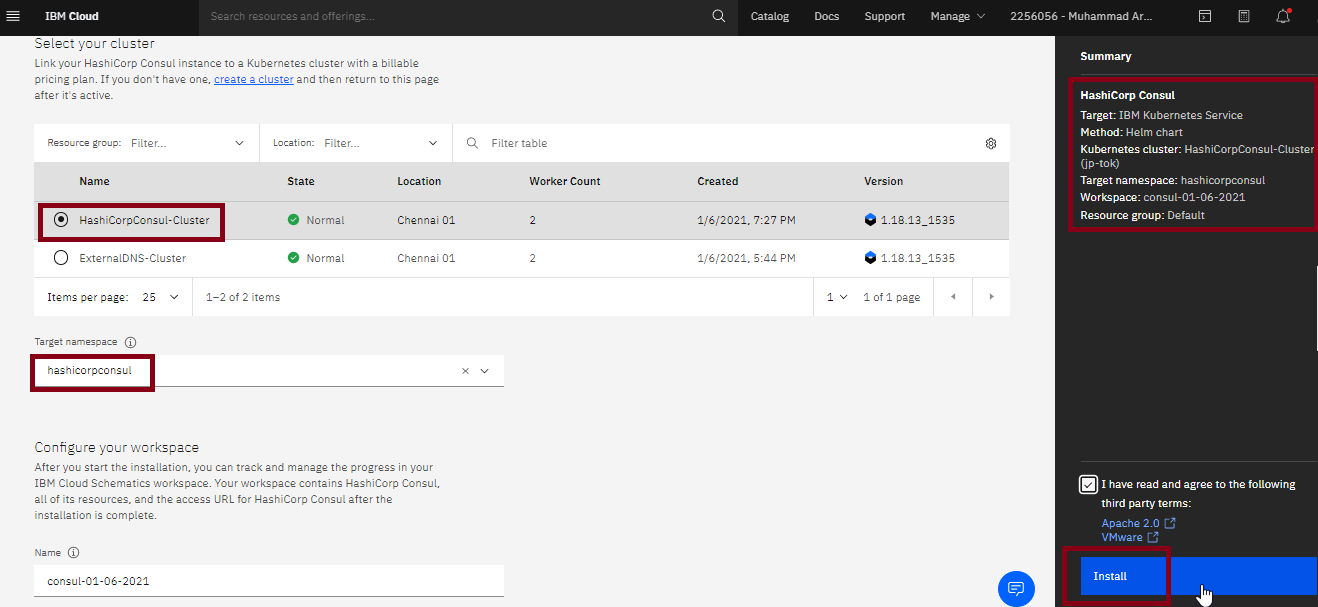 IBM Cloud
Search resources and offerings...
Catalog
Docs
Support
Manage
2256056 - Muhammad Ar...
Select your cluster
Link your HashiCorp Consul instance to a Kubernetes cluster with a billable
pricing plan. If you don't have one, create a cluster and then return to this page
after it's active.
Resource group: Filter...
Location: Filter...
Filter table
Name State Location Worker Count Created Version
HashiCorpConsul-Cluster Normal Chennai 01 2 1/6/2021, 7:27 PM 1.18.13_1535
ExternalDNS-Cluster Normal Chennai 01 2 1/6/2021, 5:44 PM 1.18.13_1535
Items per page: 25 1–2 of 2 items 1 1 of 1 page
Target namespace
hashicorpconsul
Configure your workspace
After you start the installation, you can track and manage the progress in your
IBM Cloud Schematics workspace. Your workspace contains HashiCorp Consul,
all of its resources, and the access URL for HashiCorp Consul after the
installation is complete.
Name
consul-01-06-2021
Summary
HashiCorp Consul
Target: IBM Kubernetes Service
Method: Helm chart
Kubernetes cluster: HashiCorpConsul-Cluster
(jp-tok)
Target namespace: hashicorpconsul
Workspace: consul-01-06-2021
Resource group: Default
I have read and agree to the following
third party terms:
Apache 2.0
VMware
Install